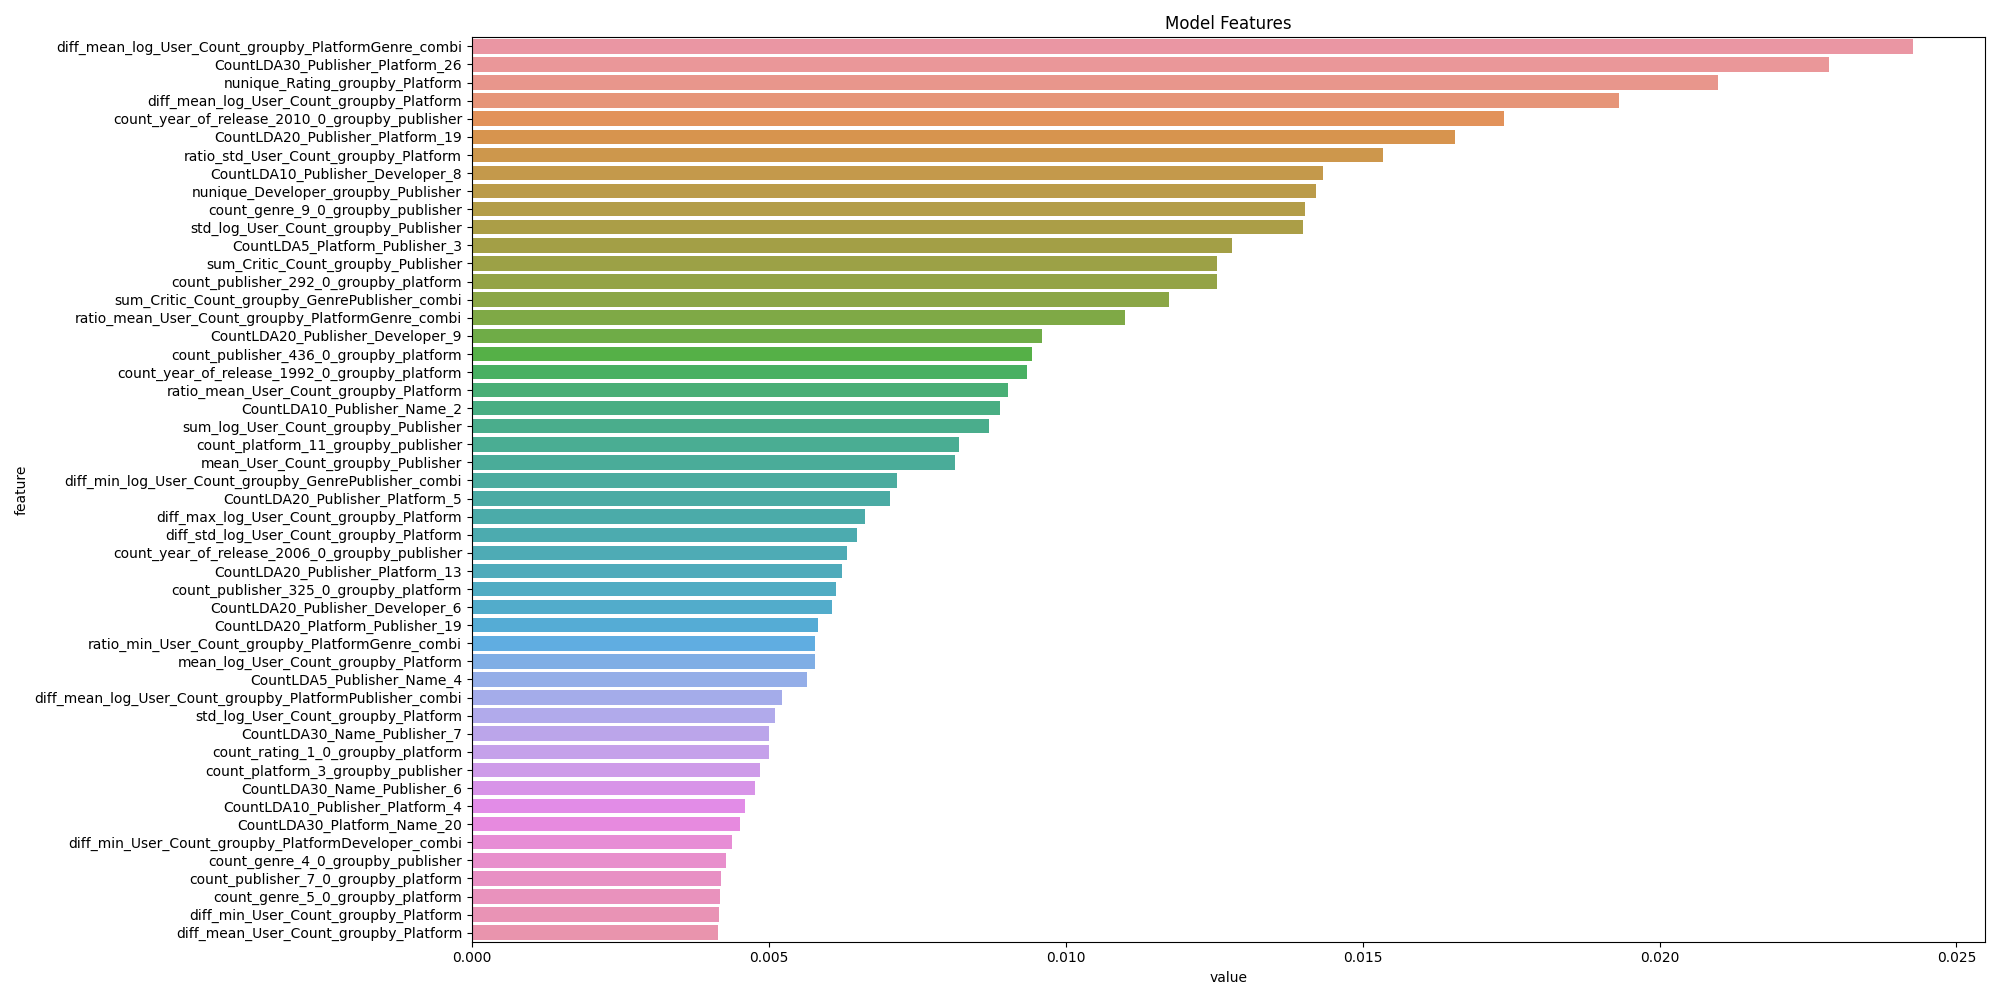 Model Features
diff_mean_log_User_Count_groupby_PlatformGenre_combi
CountLDA30_Publisher_Platform_26
nunique_Rating_groupby_Platform
diff_mean_log_User_Count_groupby_Platform
count_year_of_release_2010_0_groupby_publisher
CountLDA20_Publisher_Platform_19
ratio_std_User_Count_groupby_Platform
CountLDA10_Publisher_Developer_8
nunique_Developer_groupby_Publisher
count_genre_9_0_groupby_publisher
std_log_User_Count_groupby_Publisher
CountLDA5_Platform_Publisher_3
sum_Critic_Count_groupby_Publisher
count_publisher_292_0_groupby_platform
sum_Critic_Count_groupby_GenrePublisher_combi
ratio_mean_User_Count_groupby_PlatformGenre_combi
CountLDA20_Publisher_Developer_9
count_publisher_436_0_groupby_platform
count_year_of_release_1992_0_groupby_platform
ratio_mean_User_Count_groupby_Platform
CountLDA10_Publisher_Name_2
sum_log_User_Count_groupby_Publisher
count_platform_11_groupby_publisher
mean_User_Count_groupby_Publisher
diff_min_log_User_Count_groupby_GenrePublisher_combi
CountLDA20_Publisher_Platform_5
diff_max_log_User_Count_groupby_Platform
diff_std_log_User_Count_groupby_Platform
count_year_of_release_2006_0_groupby_publisher
CountLDA20_Publisher_Platform_13
count_publisher_325_0_groupby_platform
CountLDA20_Publisher_Developer_6
CountLDA20_Platform_Publisher_19
ratio_min_User_Count_groupby_PlatformGenre_combi
mean_log_User_Count_groupby_Platform
CountLDA5_Publisher_Name_4
diff_mean_log_User_Count_groupby_PlatformPublisher_combi
std_log_User_Count_groupby_Platform
CountLDA30_Name_Publisher_7
count_rating_1_0_groupby_platform
count_platform_3_groupby_publisher
CountLDA30_Name_Publisher_6
CountLDA10_Publisher_Platform_4
CountLDA30_Platform_Name_20
diff_min_User_Count_groupby_PlatformDeveloper_combi
count_genre_4_0_groupby_publisher
count_publisher_7_0_groupby_platform
count_genre_5_0_groupby_platform
diff_min_User_Count_groupby_Platform
diff_mean_User_Count_groupby_Platform
feature
0.000 0.005 0.010 0.015 0.020 0.025
value